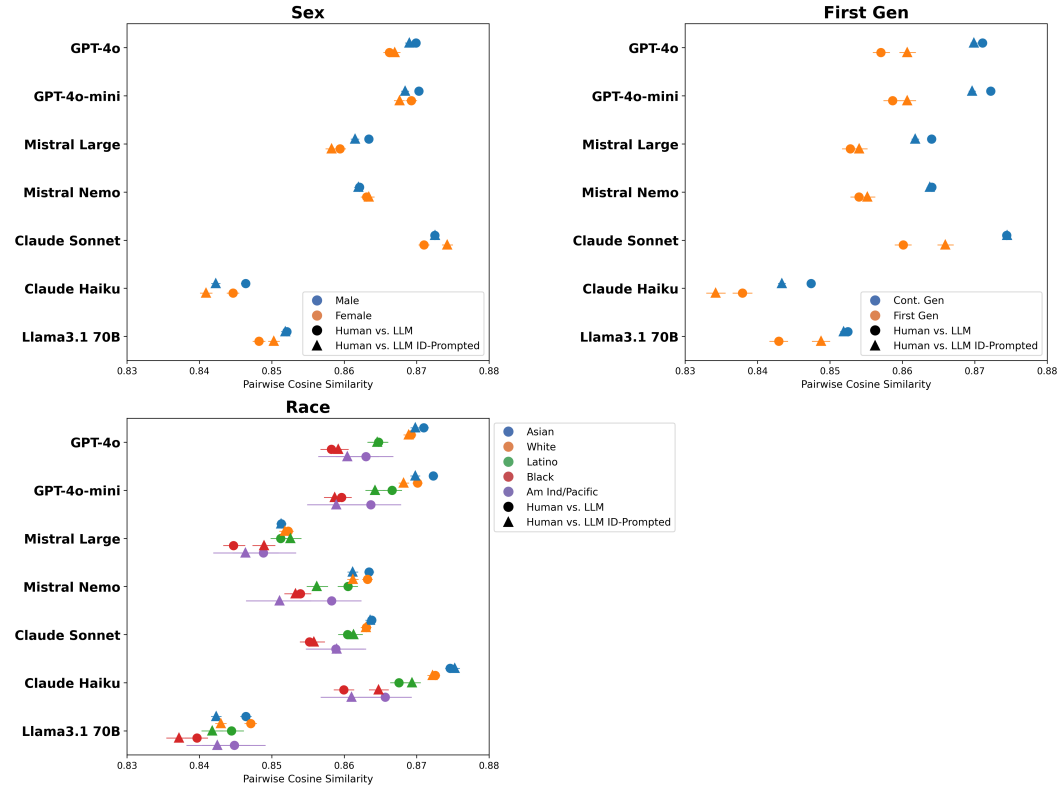 Sex
GPT-4o
GPT-4o-mini
Mistral Large
Mistral Nemo
Claude Sonnet
Claude Haiku
Llama3.1 70B
Male
Female
Human vs. LLM
Human vs. LLM ID-Prompted
0.83 0.84 0.85 0.86 0.87 0.88
Pairwise Cosine Similarity
First Gen
GPT-4o
GPT-4o-mini
Mistral Large
Mistral Nemo
Claude Sonnet
Claude Haiku
Llama3.1 70B
Cont. Gen
First Gen
Human vs. LLM
Human vs. LLM ID-Prompted
0.83 0.84 0.85 0.86 0.87 0.88
Pairwise Cosine Similarity
Race
GPT-4o
GPT-4o-mini
Mistral Large
Mistral Nemo
Claude Sonnet
Claude Haiku
Llama3.1 70B
0.83 0.84 0.85 0.86 0.87 0.88
Pairwise Cosine Similarity
Asian
White
Latino
Black
Am Ind/Pacific
Human vs. LLM
Human vs. LLM ID-Prompted